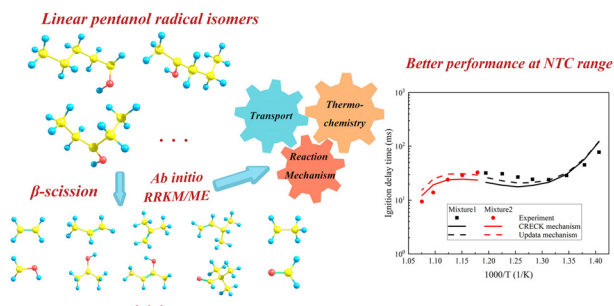 Linear pentanol radical isomers
. . .
β-scission
Ab initio
RRKM/ME
Transport
Thermo-
chemistry
Reaction
Mechanism
Better performance at NTC range
Ignition delay time (ms)
10³
10²
10¹
10⁰
Mixture1 Mixture2
Experiment
CRECK mechanism
Updata mechanism
1.05 1.10 1.15 1.20 1.25 1.30 1.35 1.40
1000/T (1/K)